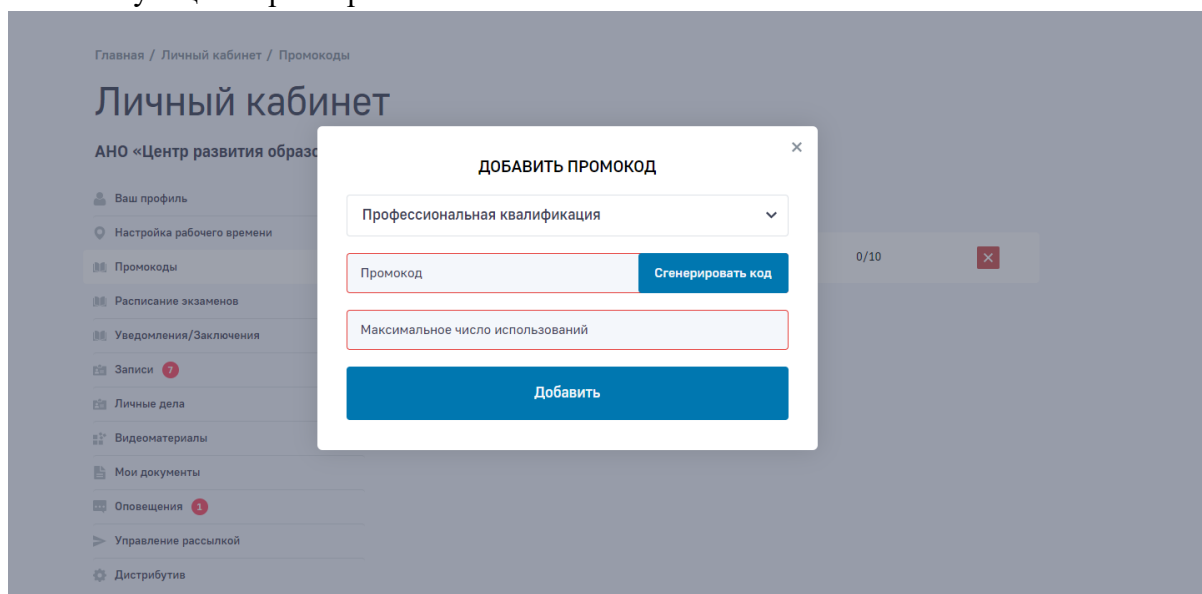 Главная / Личный кабинет / Промокоды
Личный кабинет
АНО «Центр развития
ДОБАВИТЬ ПРОМОКОД
Ваш профиль
Профессиональная квалификация
Настройка рабочего времени
0/10
Промокоды
Промокод
Сгенерировать код
Расписание экзаменов
Максимальное число использований
Уведомления/Заключения
Записи 7
Личные дела
Добавить
Видеоматериалы
Мои документы
Оповещения 1
Управление рассылкой
Дистрибутив